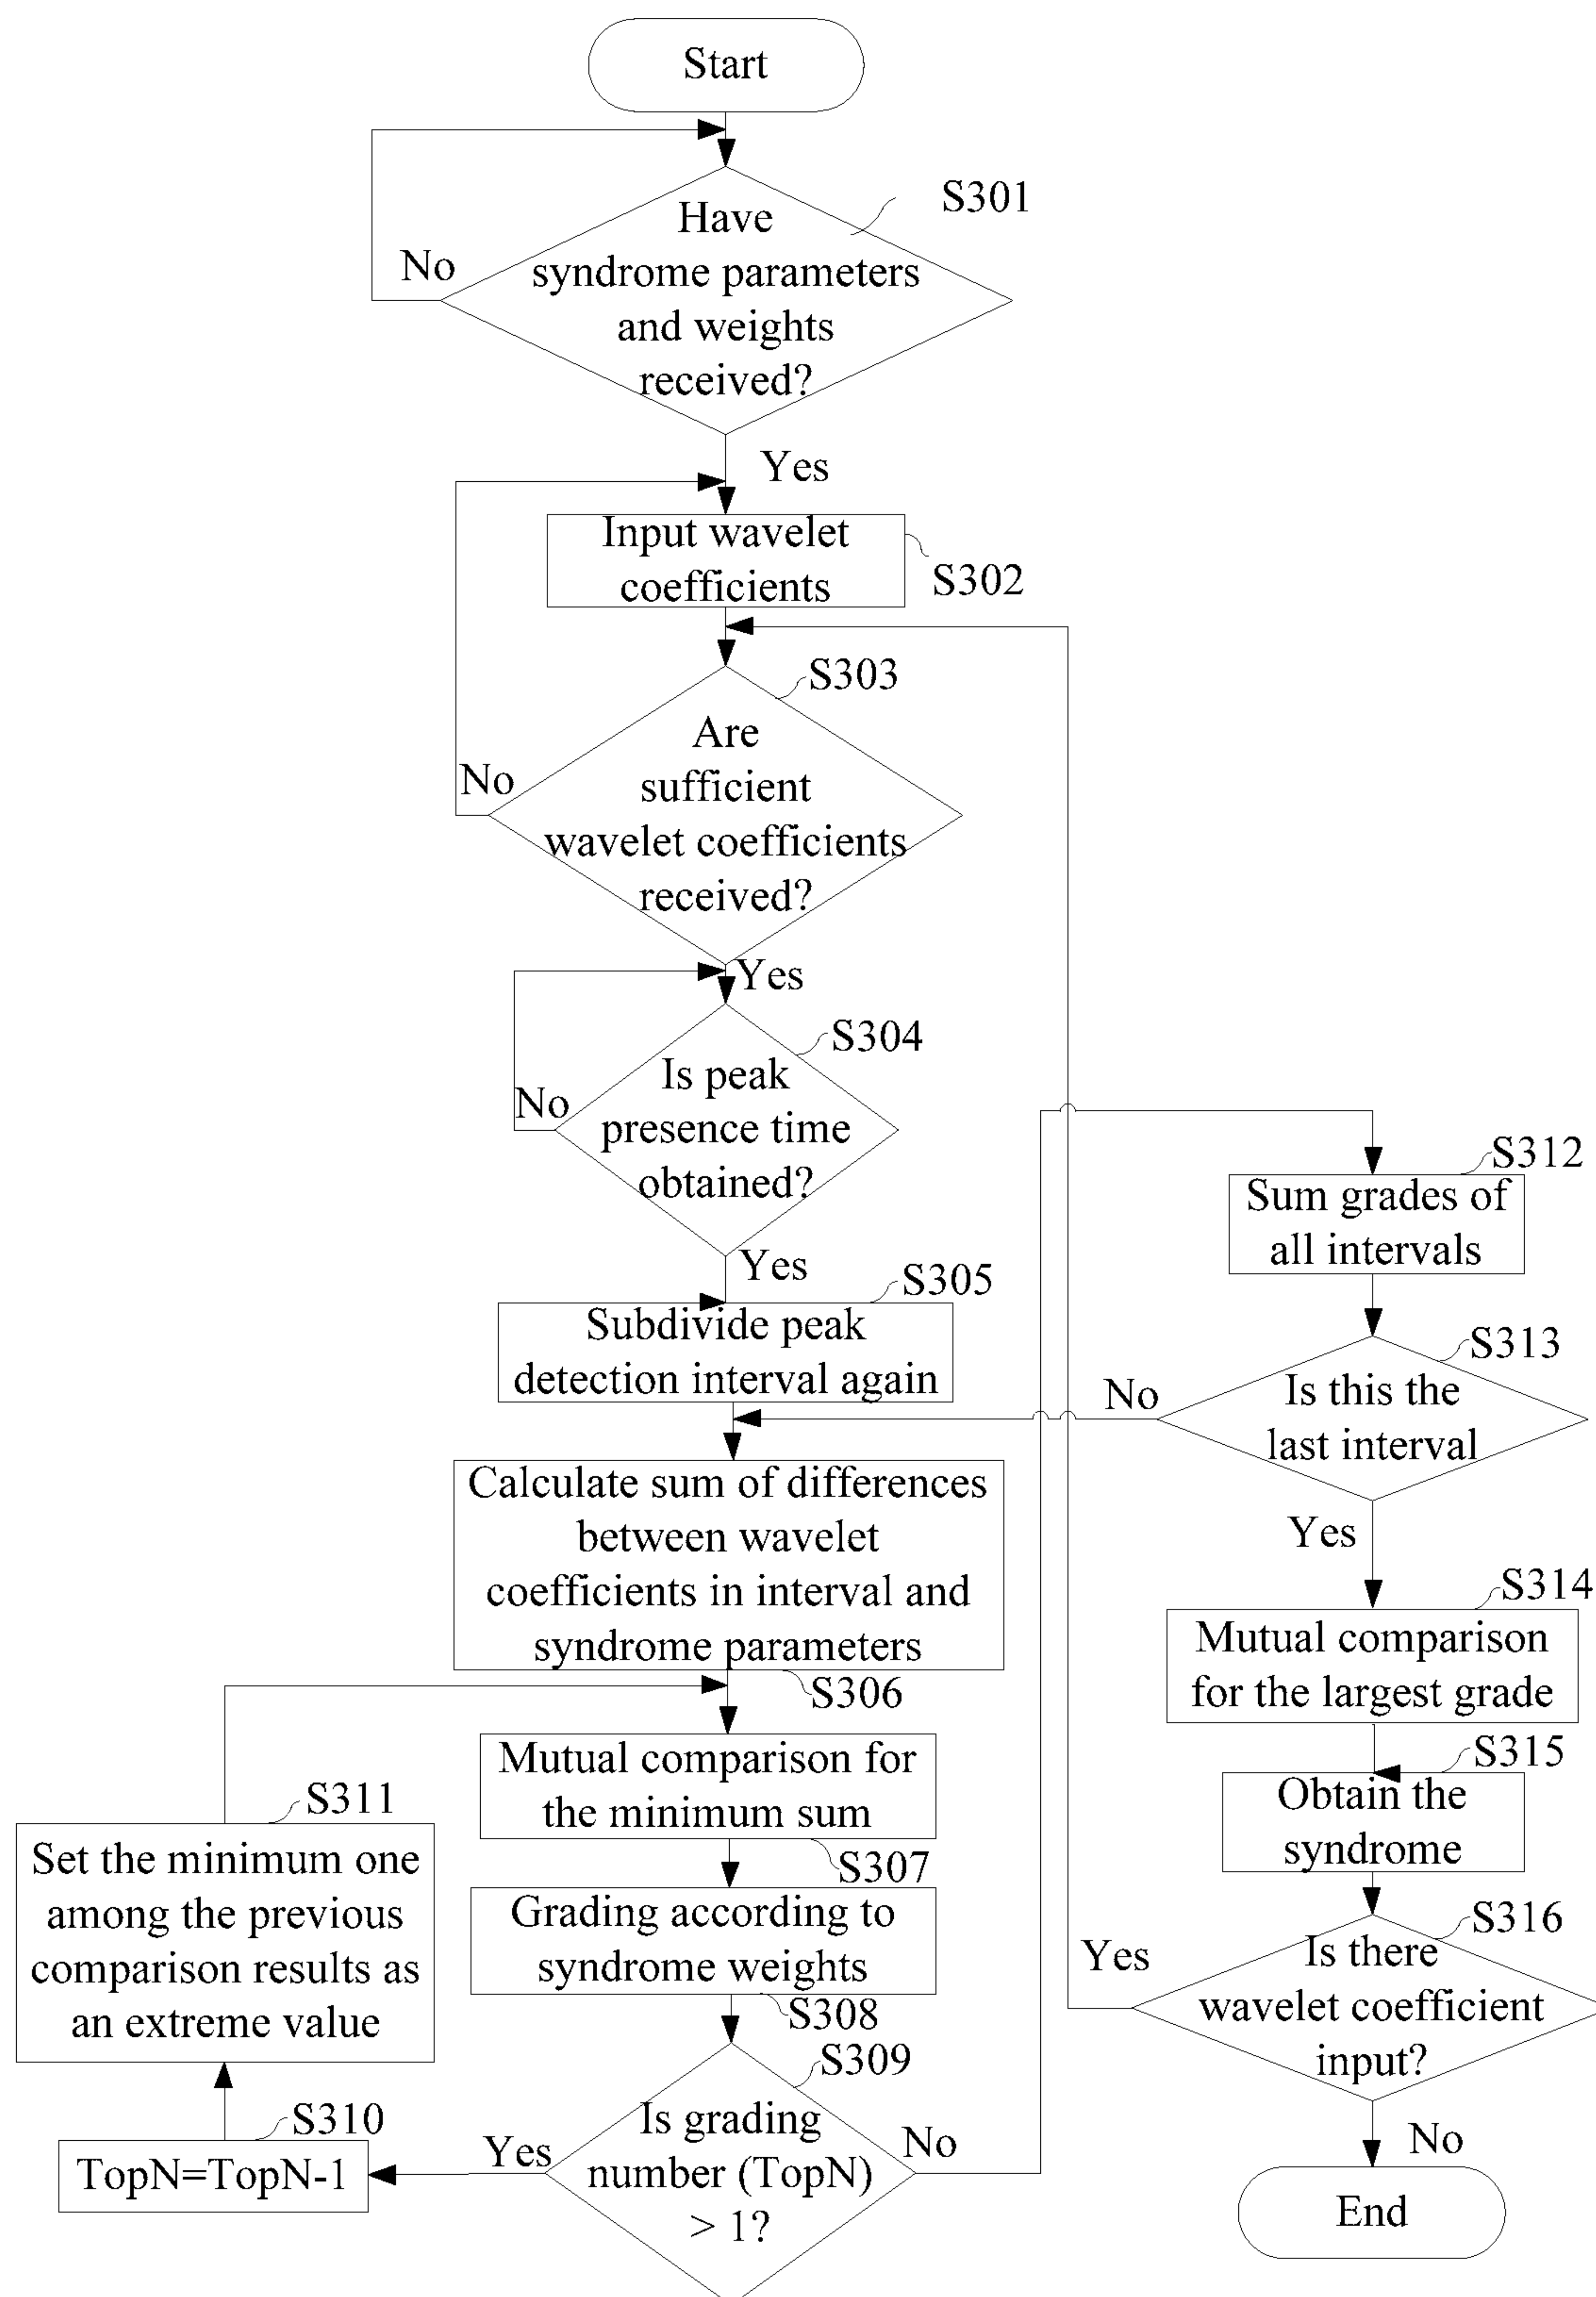 Start
S301
Have
syndrome parameters
and weights
received?
No
Yes
Input wavelet
coefficients
S302
S303
Are
sufficient
wavelet coefficients
received?
No
Yes
S304
Is peak
presence time
obtained?
No
Yes
S305
Subdivide peak
detection interval again
Calculate sum of differences
between wavelet
coefficients in interval and
syndrome parameters
S306
Mutual comparison for
the minimum sum
S307
Grading according to
syndrome weights
S308
S309
Is grading
number (TopN)
> 1?
Yes
No
S310
TopN=TopN-1
S311
Set the minimum one
among the previous
comparison results as
an extreme value
S312
Sum grades of
all intervals
S313
Is this the
last interval
No
Yes
S314
Mutual comparison
for the largest grade
S315
Obtain the
syndrome
S316
Is there
wavelet coefficient
input?
Yes
No
End